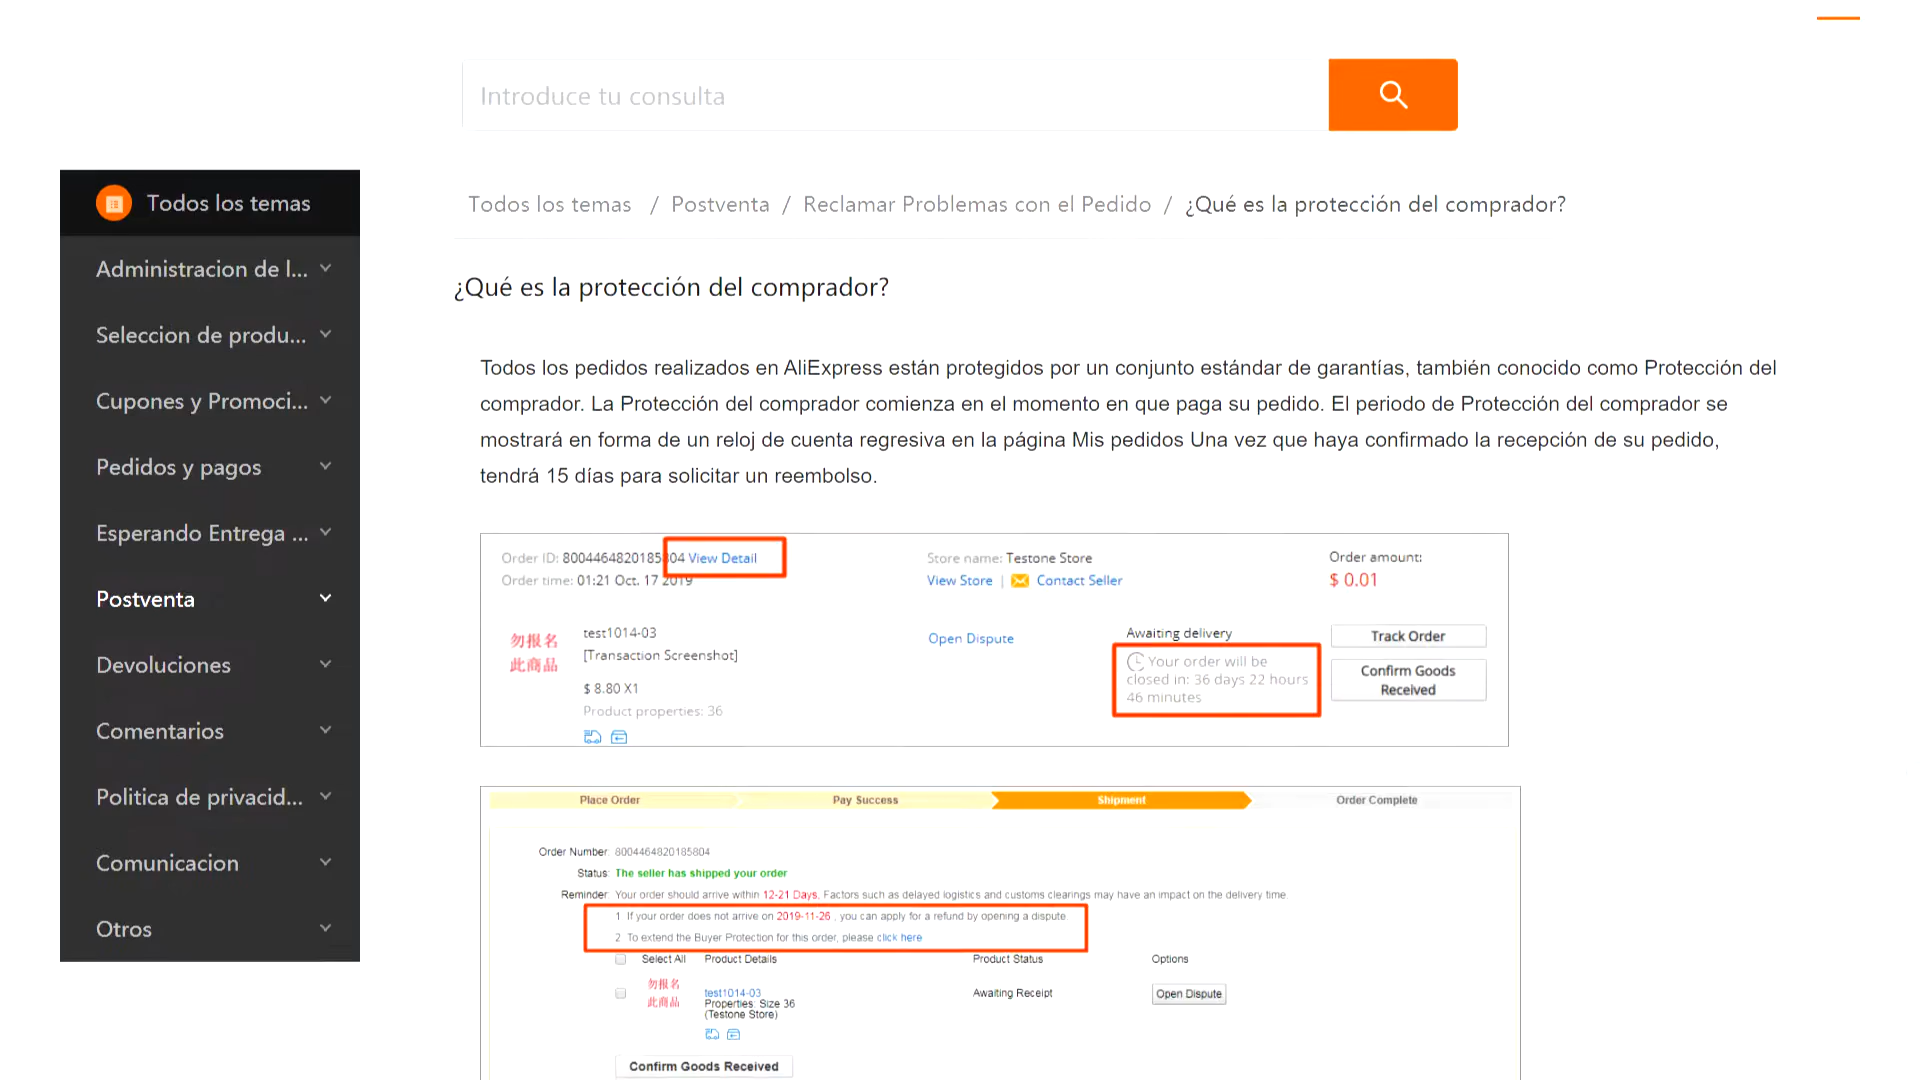 Introduce tu consulta
Todos los temas
Administracion de l...
Seleccion de produ...
Cupones y Promoci...
Pedidos y pagos
Esperando Entrega ...
Postventa
Devoluciones
Comentarios
Politica de privacid...
Comunicacion
Otros
Todos los temas / Postventa / Reclamar Problemas con el Pedido / ¿Qué es la protección del comprador?
¿Qué es la protección del comprador?
Todos los pedidos realizados en AliExpress están protegidos por un conjunto estándar de garantías, también conocido como Protección del
comprador. La Protección del comprador comienza en el momento en que paga su pedido. El periodo de Protección del comprador se
mostrará en forma de un reloj de cuenta regresiva en la página Mis pedidos Una vez que haya confirmado la recepción de su pedido,
tendrá 15 días para solicitar un reembolso.
Order ID: 8004464820185804 View Detail
Order time: 01:21 Oct. 17 2019
Store name: Testone Store
View Store | Contact Seller
Order amount:
$ 0.01
勿报名
此商品
test1014-03
[Transaction Screenshot]
$ 8.80 X1
Product properties: 36
Open Dispute
Awaiting delivery
Your order will be
closed in: 36 days 22 hours
46 minutes
Track Order
Confirm Goods
Received
Place Order Pay Success Shipment Order Complete
Order Number: 8004464820185804
Status: The seller has shipped your order
Reminder: Your order should arrive within 12-21 Days. Factors such as delayed logistics and customs clearings may have an impact on the delivery time.
1 If your order does not arrive on 2019-11-26 , you can apply for a refund by opening a dispute.
2 To extend the Buyer Protection for this order, please click here
Select All Product Details Product Status Options
勿报名
此商品
test1014-03
Properties: Size 36
(Testone Store)
Awaiting Receipt
Open Dispute
Confirm Goods Received